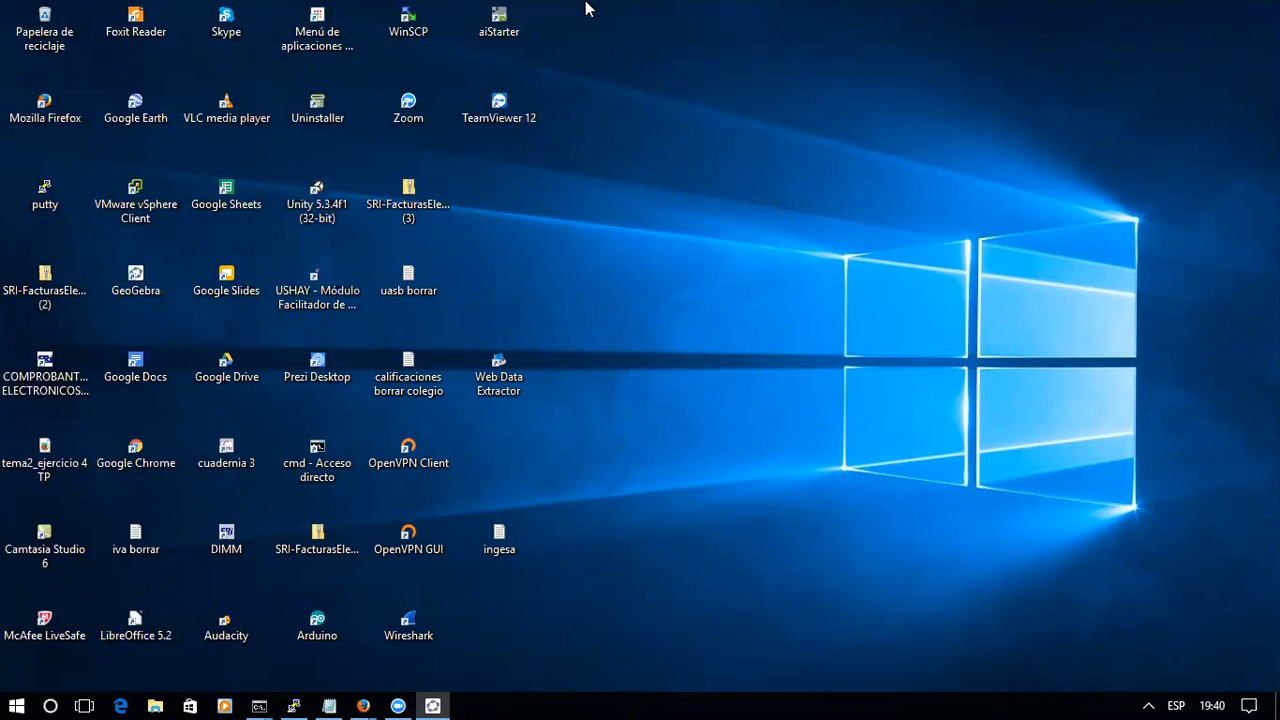 Papelera de
reciclaje
Foxit Reader
Skype
Menú de
aplicaciones ...
WinSCP
aiStarter
Mozilla Firefox
Google Earth
VLC media player
Uninstaller
Zoom
TeamViewer 12
putty
VMware vSphere
Client
Google Sheets
Unity 5.3.4f1
(32-bit)
SRI-FacturasEle...
(3)
SRI-FacturasEle...
(2)
GeoGebra
Google Slides
USHAY - Módulo
Facilitador de ...
uasb borrar
COMPROBANT...
ELECTRONICOS...
Google Docs
Google Drive
Prezi Desktop
calificaciones
borrar colegio
Web Data
Extractor
tema2_ejercicio 4
TP
Google Chrome
cuadernia 3
cmd - Acceso
directo
OpenVPN Client
Camtasia Studio
6
iva borrar
DIMM
SRI-FacturasEle...
OpenVPN GUI
ingesa
McAfee LiveSafe
LibreOffice 5.2
Audacity
Arduino
Wireshark
ESP
19:40